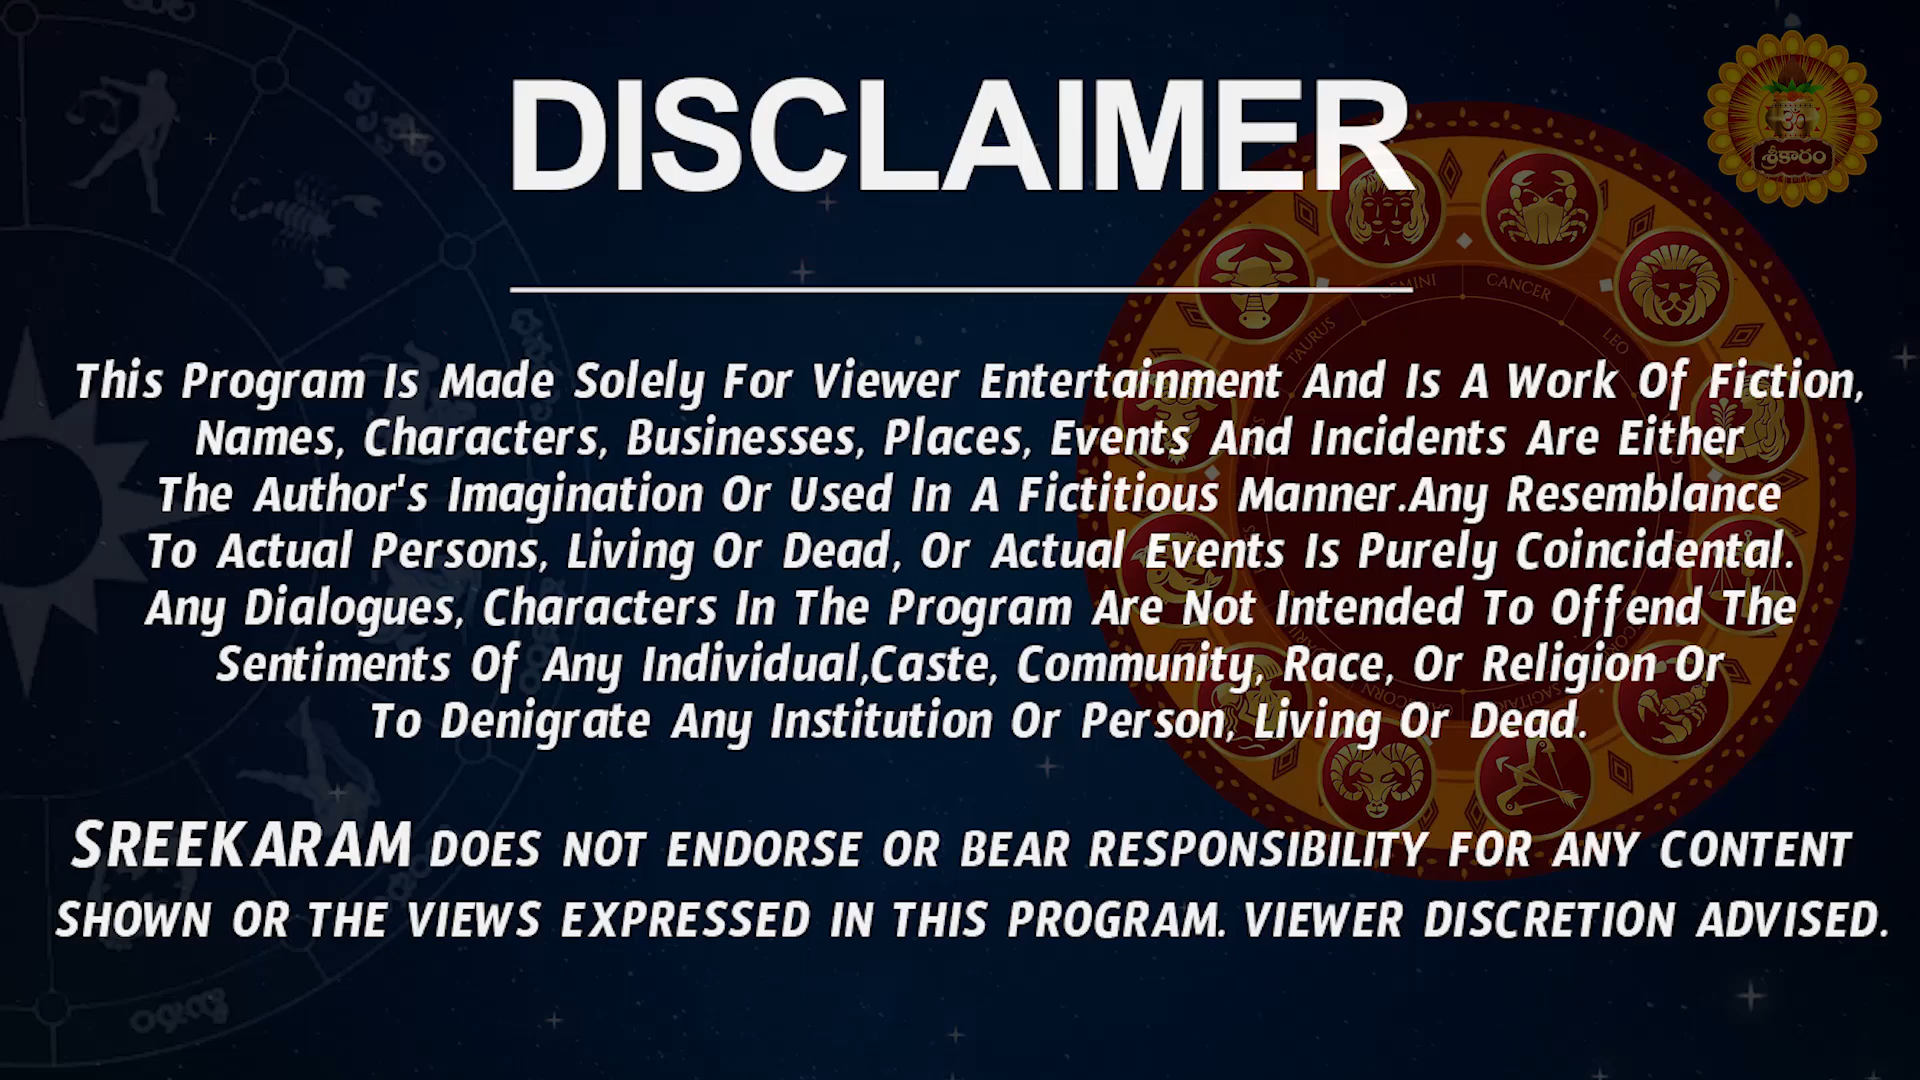 శ్రీకారం
DISCLAIMER
GEMINI
CANCER
TAURUS
LEO
This Program Is Made Solely For Viewer Entertainment And Is A Work Of Fiction,
Names, Characters, Businesses, Places, Events And Incidents Are Either
The Author's Imagination Or Used In A Fictitious Manner.Any Resemblance
To Actual Persons, Living Or Dead, Or Actual Events Is Purely Coincidental.
Any Dialogues, Characters In The Program Are Not Intended To Offend The
Sentiments Of Any Individual,Caste, Community, Race, Or Religion Or
To Denigrate Any Institution Or Person, Living Or Dead.
SREEKARAM DOES NOT ENDORSE OR BEAR RESPONSIBILITY FOR ANY CONTENT
SHOWN OR THE VIEWS EXPRESSED IN THIS PROGRAM. VIEWER DISCRETION ADVISED.